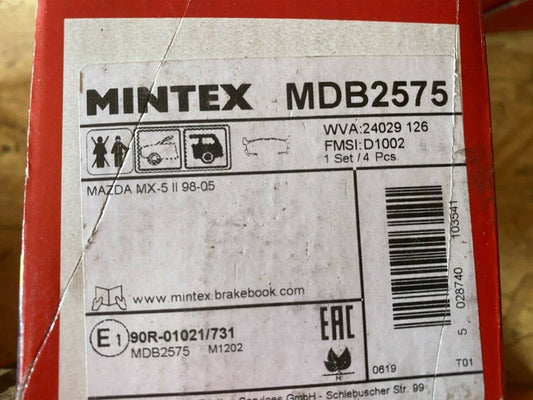 MINTEX MDB2575
WVA:24029 126
FMSI:D1002
1 Set / 4 Pcs.
MAZDA MX-5 II 98-05
www.mintex.brakebook.com
E1 90R-01021/731
MDB2575 M1202
EAC
0619 T01
5 028740 103541
Services GmbH - Schlebuscher Str. 99